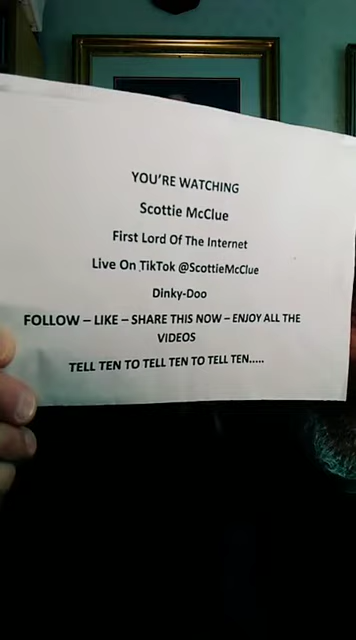 YOU'RE WATCHING
Scottie McClue
First Lord Of The Internet
Live On TikTok @ScottieMcClue
Dinky-Doo
FOLLOW – LIKE – SHARE THIS NOW – ENJOY ALL THE
VIDEOS
TELL TEN TO TELL TEN TO TELL TEN.....